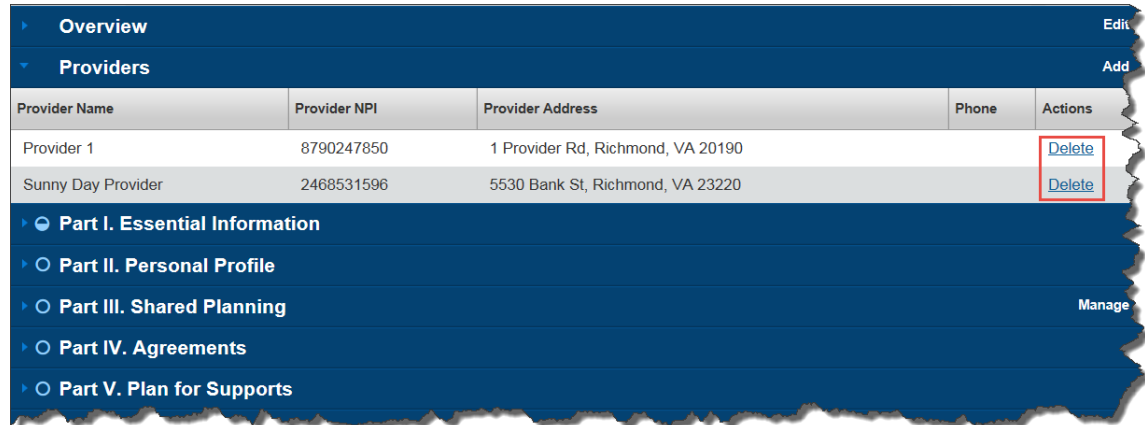 Overview Edit
Providers Add
Provider Name Provider NPI Provider Address Phone Actions
Provider 1 8790247850 1 Provider Rd, Richmond, VA 20190 Delete
Sunny Day Provider 2468531596 5530 Bank St, Richmond, VA 23220 Delete
Part I. Essential Information
Part II. Personal Profile
Part III. Shared Planning Manage
Part IV. Agreements
Part V. Plan for Supports